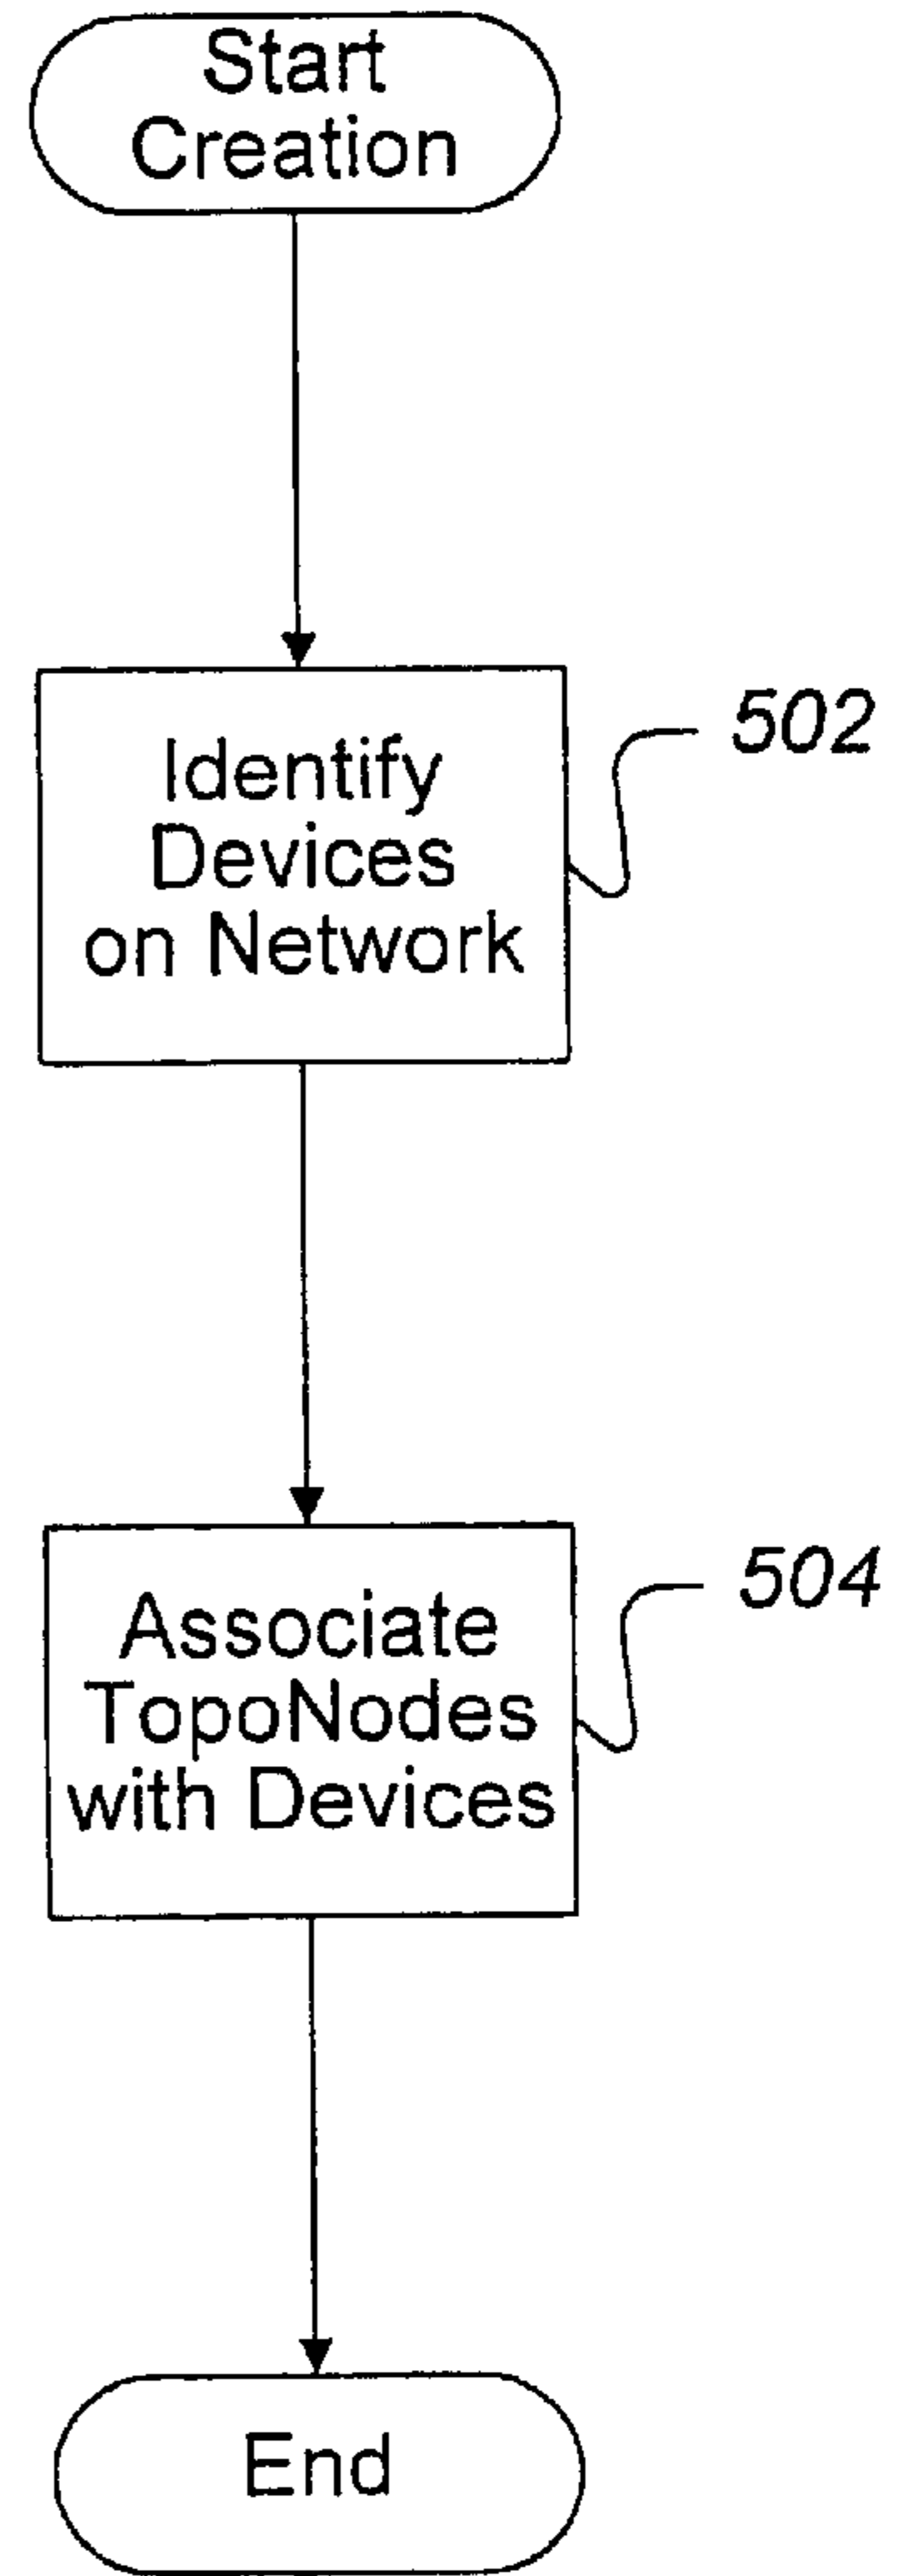 Start
Creation
Identify
Devices
on Network
502
Associate
TopoNodes
with Devices
504
End